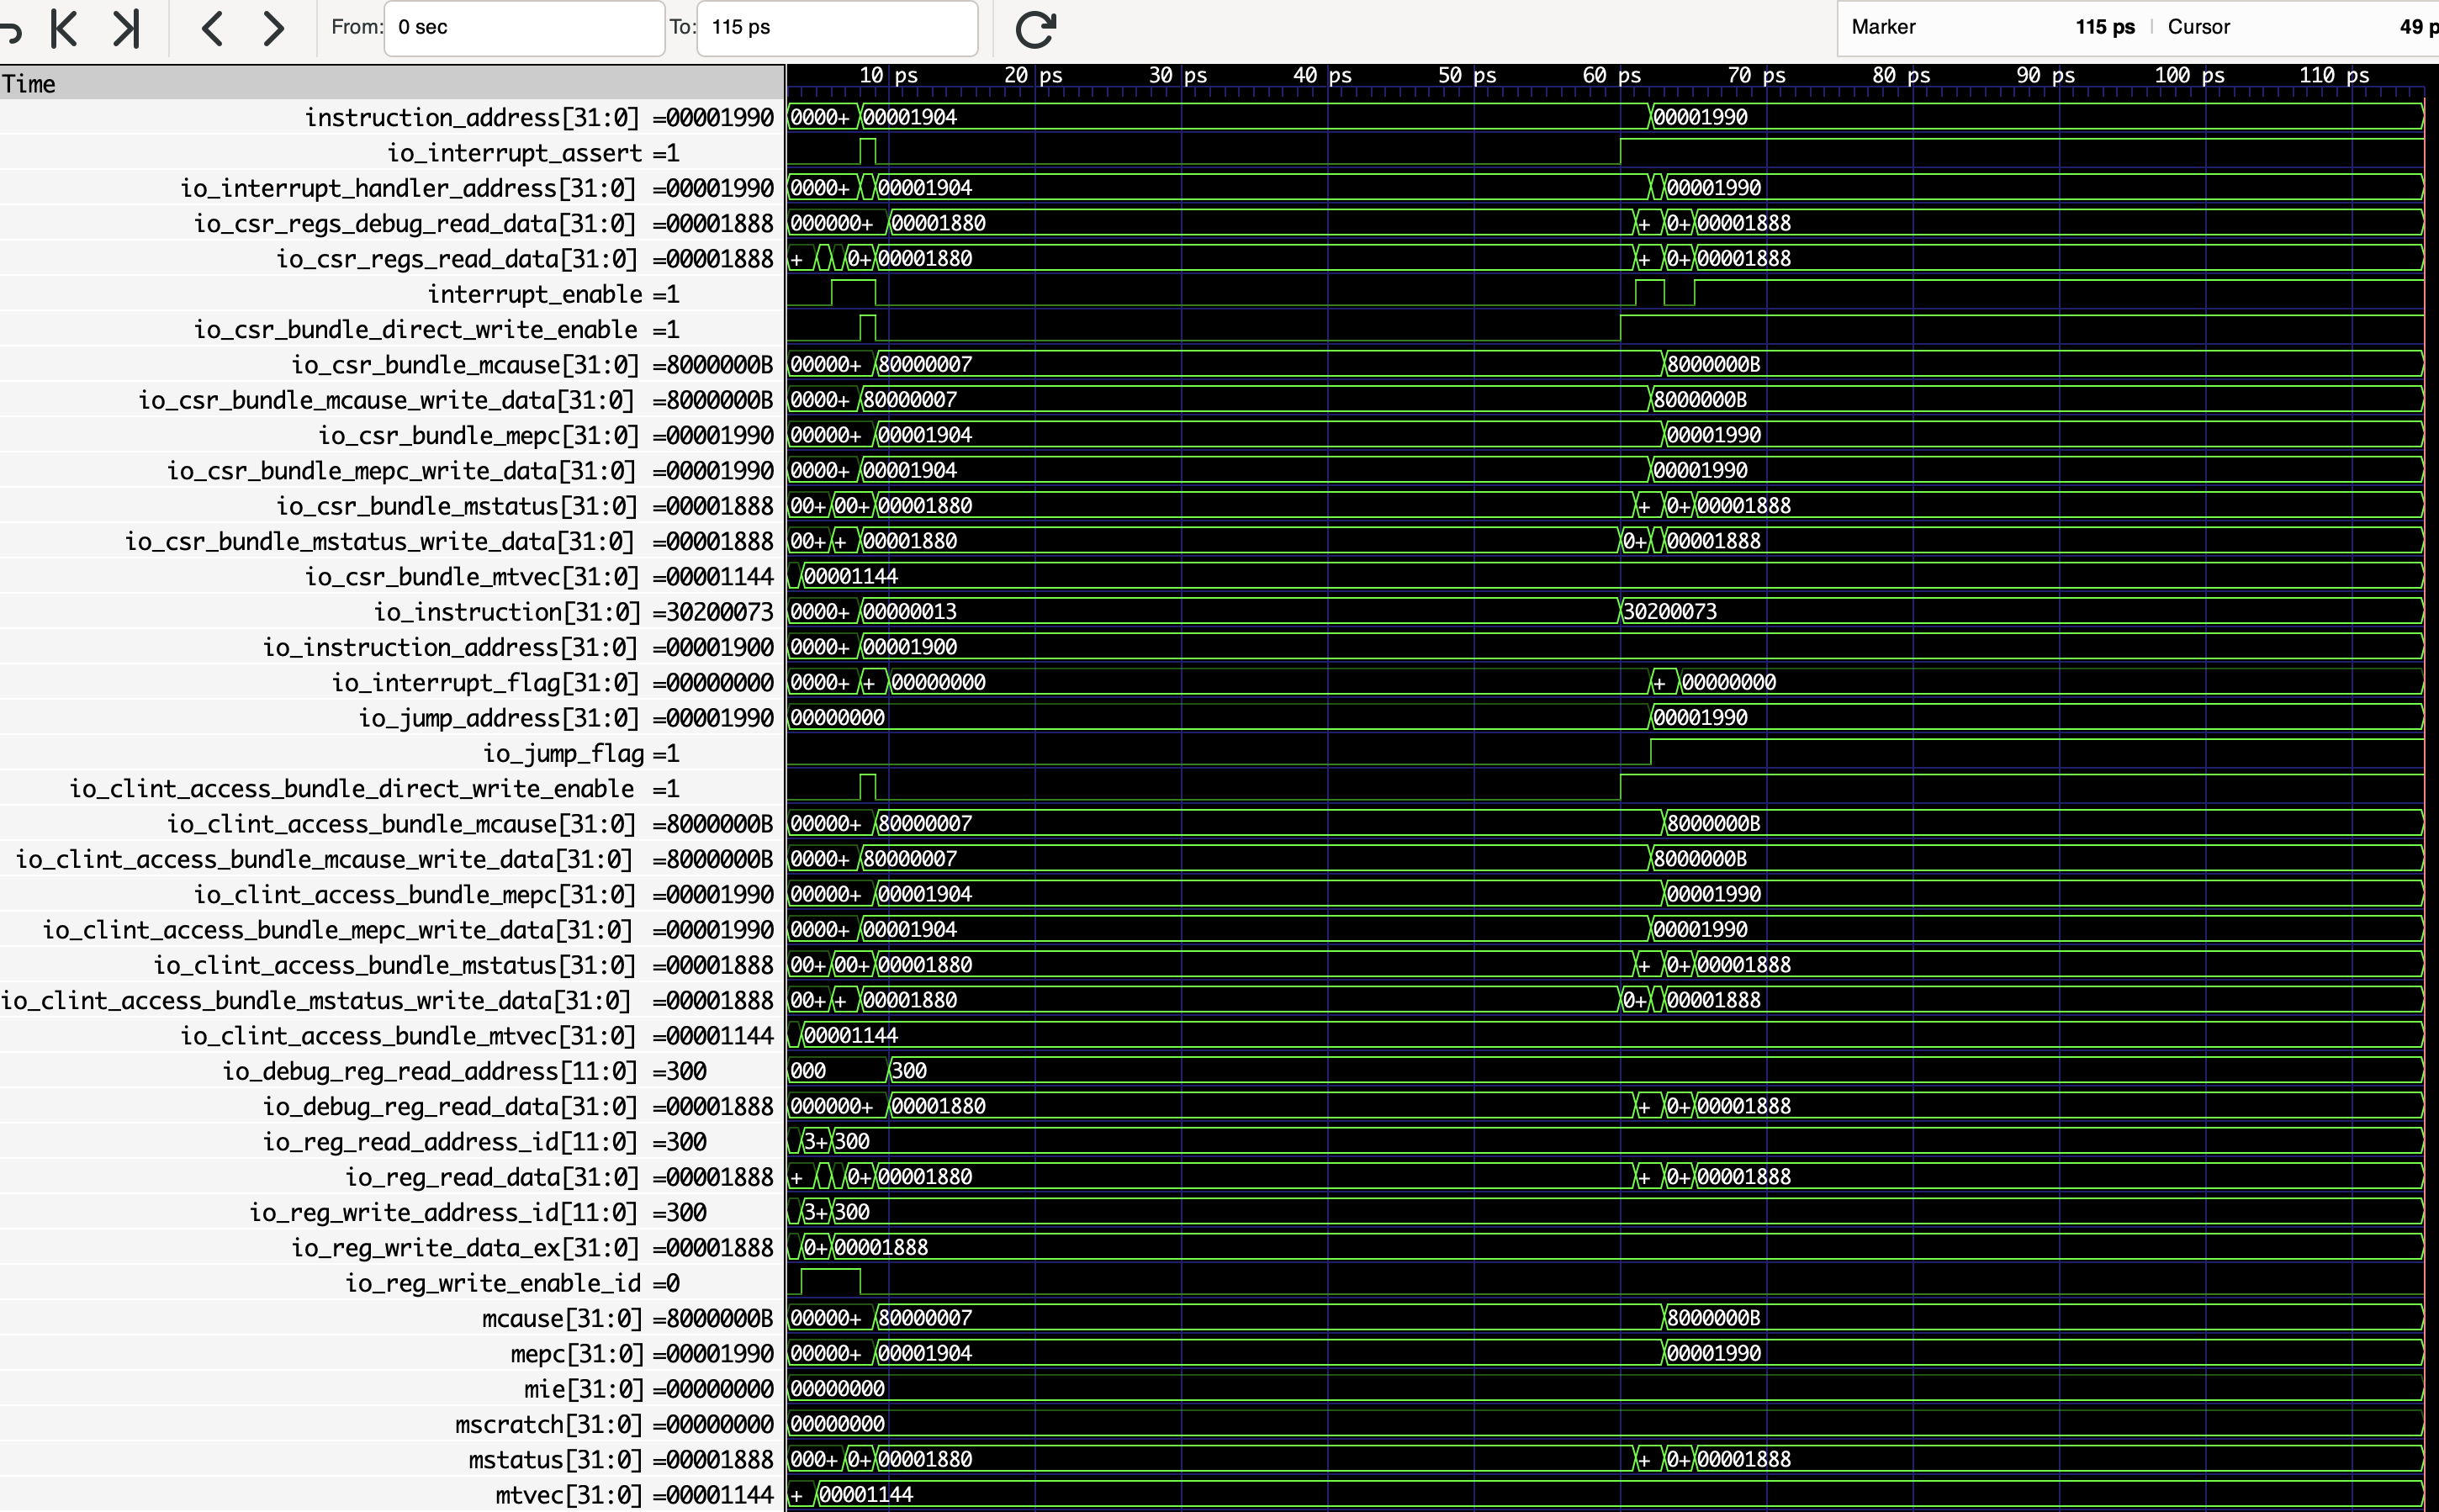 From: 0 sec To: 115 ps Marker 115 ps Cursor 49 p
Time 10 ps 20 ps 30 ps 40 ps 50 ps 60 ps 70 ps 80 ps 90 ps 100 ps 110 ps
instruction_address[31:0] =00001990 0000+ 00001904 00001990
io_interrupt_assert =1
io_interrupt_handler_address[31:0] =00001990 0000+ 00001904 00001990
io_csr_regs_debug_read_data[31:0] =00001888 000000+ 00001880 + 0+ 00001888
io_csr_regs_read_data[31:0] =00001888 + 0+ 00001880 + 0+ 00001888
interrupt_enable =1
io_csr_bundle_direct_write_enable =1
io_csr_bundle_mcause[31:0] =8000000B 00000+ 80000007 8000000B
io_csr_bundle_mcause_write_data[31:0] =8000000B 0000+ 80000007 8000000B
io_csr_bundle_mepc[31:0] =00001990 00000+ 00001904 00001990
io_csr_bundle_mepc_write_data[31:0] =00001990 0000+ 00001904 00001990
io_csr_bundle_mstatus[31:0] =00001888 00+ 00+ 00001880 + 0+ 00001888
io_csr_bundle_mstatus_write_data[31:0] =00001888 00+ + 00001880 0+ 00001888
io_csr_bundle_mtvec[31:0] =00001144 00001144
io_instruction[31:0] =30200073 0000+ 00000013 30200073
io_instruction_address[31:0] =00001900 0000+ 00001900
io_interrupt_flag[31:0] =00000000 0000+ + 00000000 + 00000000
io_jump_address[31:0] =00001990 00000000 00001990
io_jump_flag =1
io_clint_access_bundle_direct_write_enable =1
io_clint_access_bundle_mcause[31:0] =8000000B 00000+ 80000007 8000000B
io_clint_access_bundle_mcause_write_data[31:0] =8000000B 0000+ 80000007 8000000B
io_clint_access_bundle_mepc[31:0] =00001990 00000+ 00001904 00001990
io_clint_access_bundle_mepc_write_data[31:0] =00001990 0000+ 00001904 00001990
io_clint_access_bundle_mstatus[31:0] =00001888 00+ 00+ 00001880 + 0+ 00001888
io_clint_access_bundle_mstatus_write_data[31:0] =00001888 00+ + 00001880 0+ 00001888
io_clint_access_bundle_mtvec[31:0] =00001144 00001144
io_debug_reg_read_address[11:0] =300 000 300
io_debug_reg_read_data[31:0] =00001888 000000+ 00001880 + 0+ 00001888
io_reg_read_address_id[11:0] =300 3+ 300
io_reg_read_data[31:0] =00001888 + 0+ 00001880 + 0+ 00001888
io_reg_write_address_id[11:0] =300 3+ 300
io_reg_write_data_ex[31:0] =00001888 0+ 00001888
io_reg_write_enable_id =0
mcause[31:0] =8000000B 00000+ 80000007 8000000B
mepc[31:0] =00001990 00000+ 00001904 00001990
mie[31:0] =00000000 00000000
mscratch[31:0] =00000000 00000000
mstatus[31:0] =00001888 000+ 0+ 00001880 + 0+ 00001888
mtvec[31:0] =00001144 + 00001144